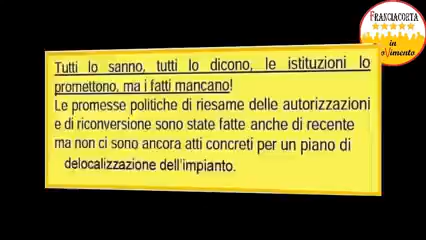 FRANCIACORTA
in
MoVimento
Tutti lo sanno, tutti lo dicono, le istituzioni lo
promettono, ma i fatti mancano!
Le promesse politiche di riesame delle autorizzazioni
e di riconversione sono state fatte anche di recente
ma non ci sono ancora atti concreti per un piano di
delocalizzazione dell'impianto.